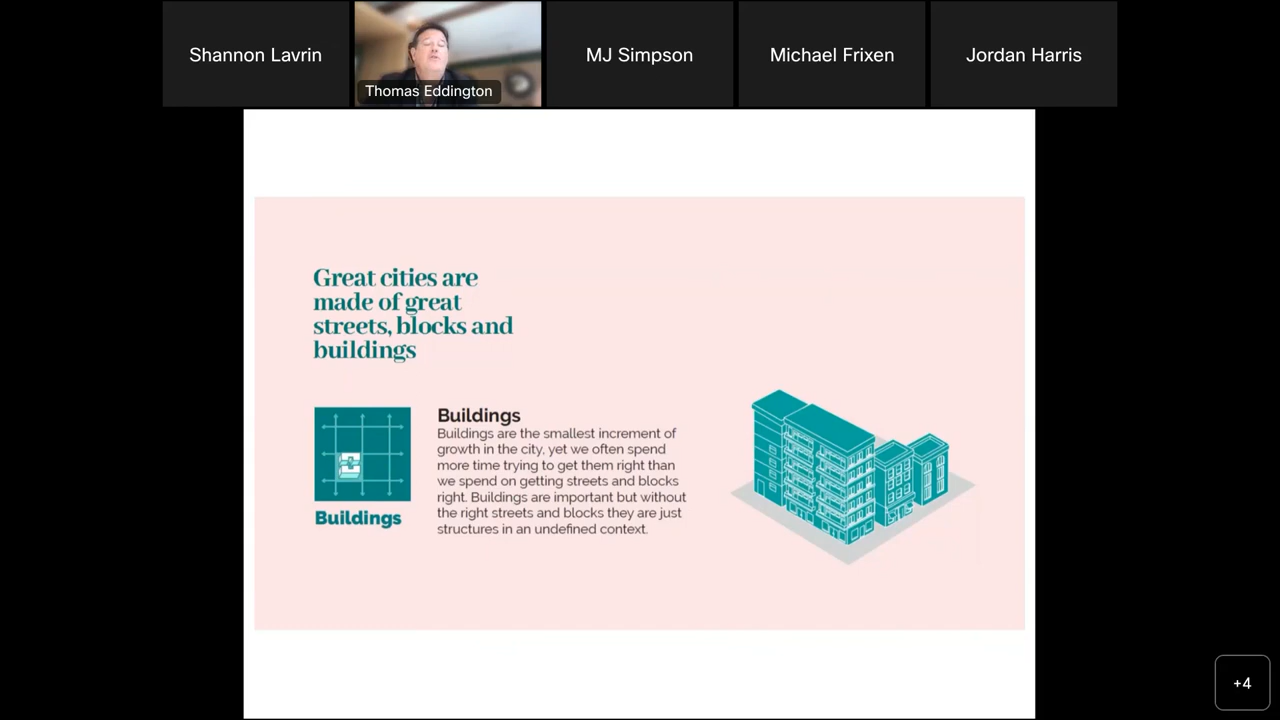 Shannon Lavrin
Thomas Eddington
MJ Simpson
Michael Frixen
Jordan Harris
Great cities are
made of great
streets, blocks and
buildings
Buildings
Buildings
Buildings are the smallest increment of
growth in the city, yet we often spend
more time trying to get them right than
we spend on getting streets and blocks
right. Buildings are important but without
the right streets and blocks they are just
structures in an undefined context.
+4